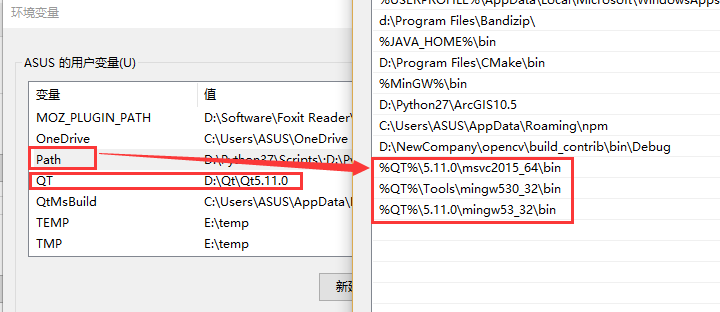 环境变量
ASUS 的用户变量(U)
变量 值
MOZ_PLUGIN_PATH D:\Software\Foxit Reader\
OneDrive C:\Users\ASUS\OneDrive
Path D:\Python37\Scripts\;D:\P
QT D:\Qt\Qt5.11.0
QtMsBuild C:\Users\ASUS\AppData\
TEMP E:\temp
TMP E:\temp
新建
%USERPROFILE%\AppData\Local\Microsoft\WindowsApps
d:\Program Files\Bandizip\
%JAVA_HOME%\bin
D:\Program Files\CMake\bin
%MinGW%\bin
D:\Python27\ArcGIS10.5
C:\Users\ASUS\AppData\Roaming\npm
D:\NewCompany\opencv\build_contrib\bin\Debug
%QT%\5.11.0\msvc2015_64\bin
%QT%\Tools\mingw530_32\bin
%QT%\5.11.0\mingw53_32\bin